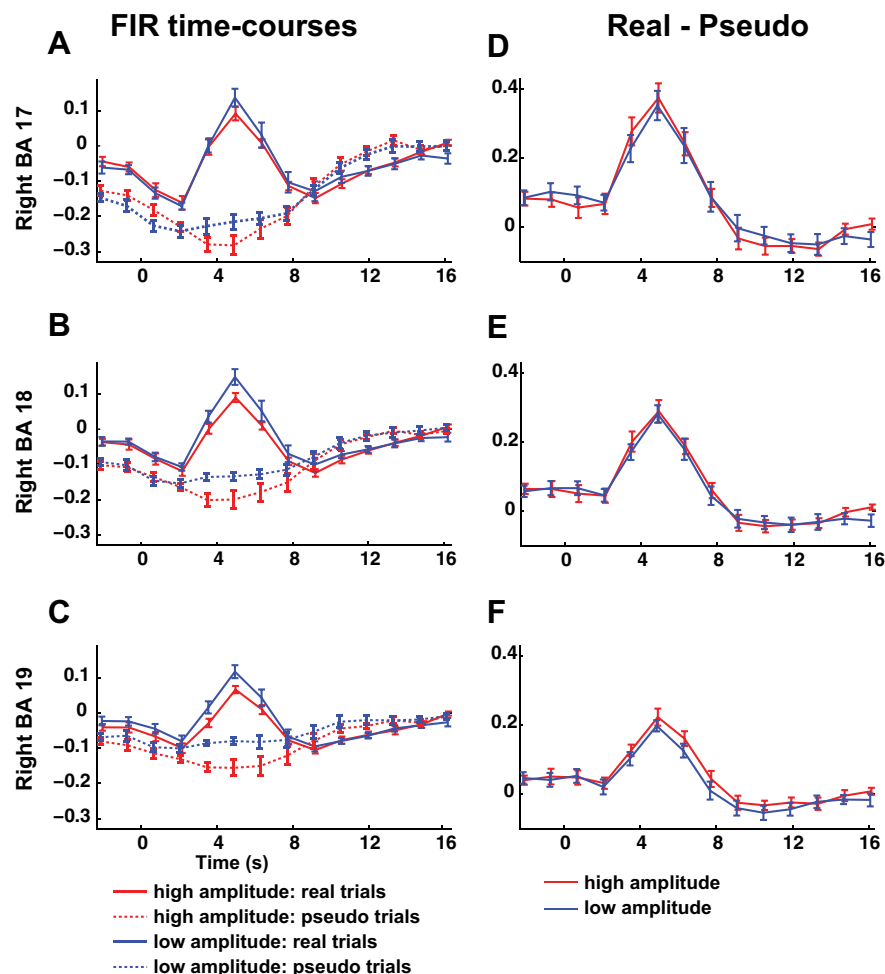 FIR time-courses
Real - Pseudo
A
Right BA 17
0.1
0
−0.1
−0.2
−0.3
0 4 8 12 16
D
0.4
0.2
0
0 4 8 12 16
B
Right BA 18
0.1
0
−0.1
−0.2
−0.3
0 4 8 12 16
E
0.4
0.2
0
0 4 8 12 16
C
Right BA 19
0.1
0
−0.1
−0.2
−0.3
0 4 8 12 16
Time (s)
F
0.4
0.2
0
0 4 8 12 16
high amplitude: real trials
high amplitude: pseudo trials
low amplitude: real trials
low amplitude: pseudo trials
high amplitude
low amplitude